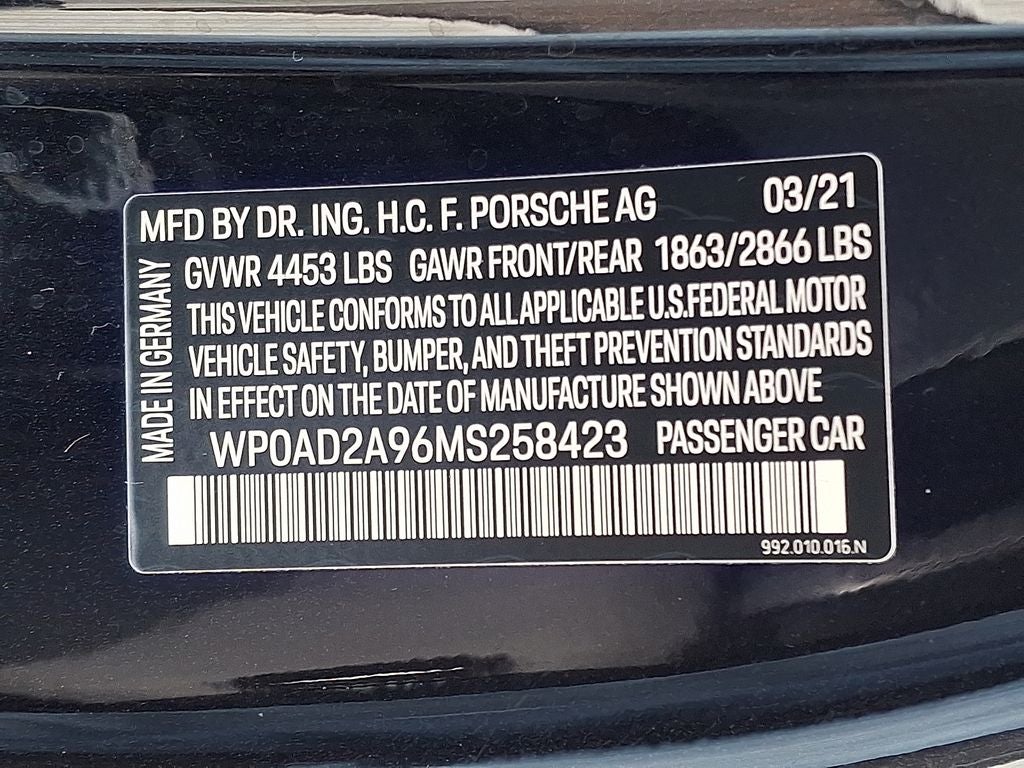 MFD BY DR. ING. H.C. F. PORSCHE AG 03/21
GVWR 4453 LBS GAWR FRONT/REAR 1863/2866 LBS
THIS VEHICLE CONFORMS TO ALL APPLICABLE U.S.FEDERAL MOTOR
VEHICLE SAFETY, BUMPER, AND THEFT PREVENTION STANDARDS
IN EFFECT ON THE DATE OF MANUFACTURE SHOWN ABOVE
WP0AD2A96MS258423 PASSENGER CAR
992.010.016.N
MADE IN GERMANY